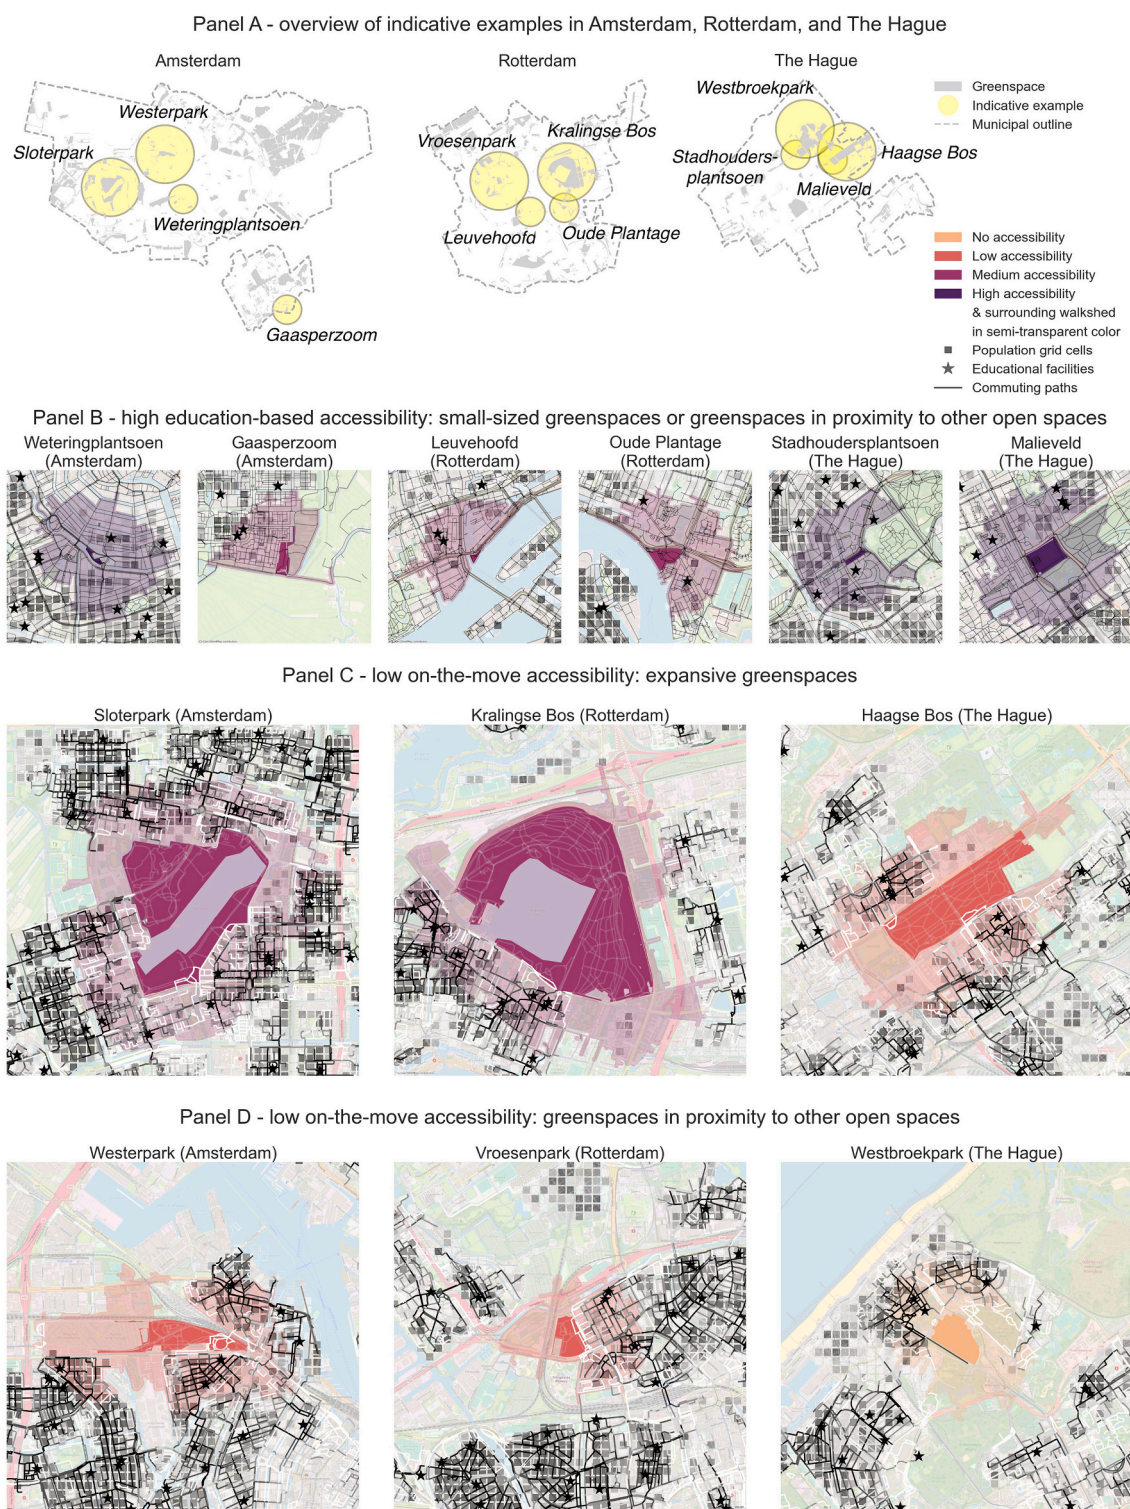 Panel A - overview of indicative examples in Amsterdam, Rotterdam, and The Hague
Amsterdam
Rotterdam
The Hague
Westerpark
Sloterpark
Weteringplantsoen
Gaasperzoom
Vroesenpark
Kralingse Bos
Leuvehoofd
Oude Plantage
Westbroekpark
Stadhouders-
plantsoen
Haagse Bos
Malieveld
Greenspace
Indicative example
Municipal outline
No accessibility
Low accessibility
Medium accessibility
High accessibility
& surrounding walkshed
in semi-transparent color
Population grid cells
Educational facilities
Commuting paths
Panel B - high education-based accessibility: small-sized greenspaces or greenspaces in proximity to other open spaces
Weteringplantsoen
(Amsterdam)
Gaasperzoom
(Amsterdam)
Leuvehoofd
(Rotterdam)
Oude Plantage
(Rotterdam)
Stadhoudersplantsoen
(The Hague)
Malieveld
(The Hague)
Panel C - low on-the-move accessibility: expansive greenspaces
Sloterpark (Amsterdam)
Kralingse Bos (Rotterdam)
Haagse Bos (The Hague)
Panel D - low on-the-move accessibility: greenspaces in proximity to other open spaces
Westerpark (Amsterdam)
Vroesenpark (Rotterdam)
Westbroekpark (The Hague)